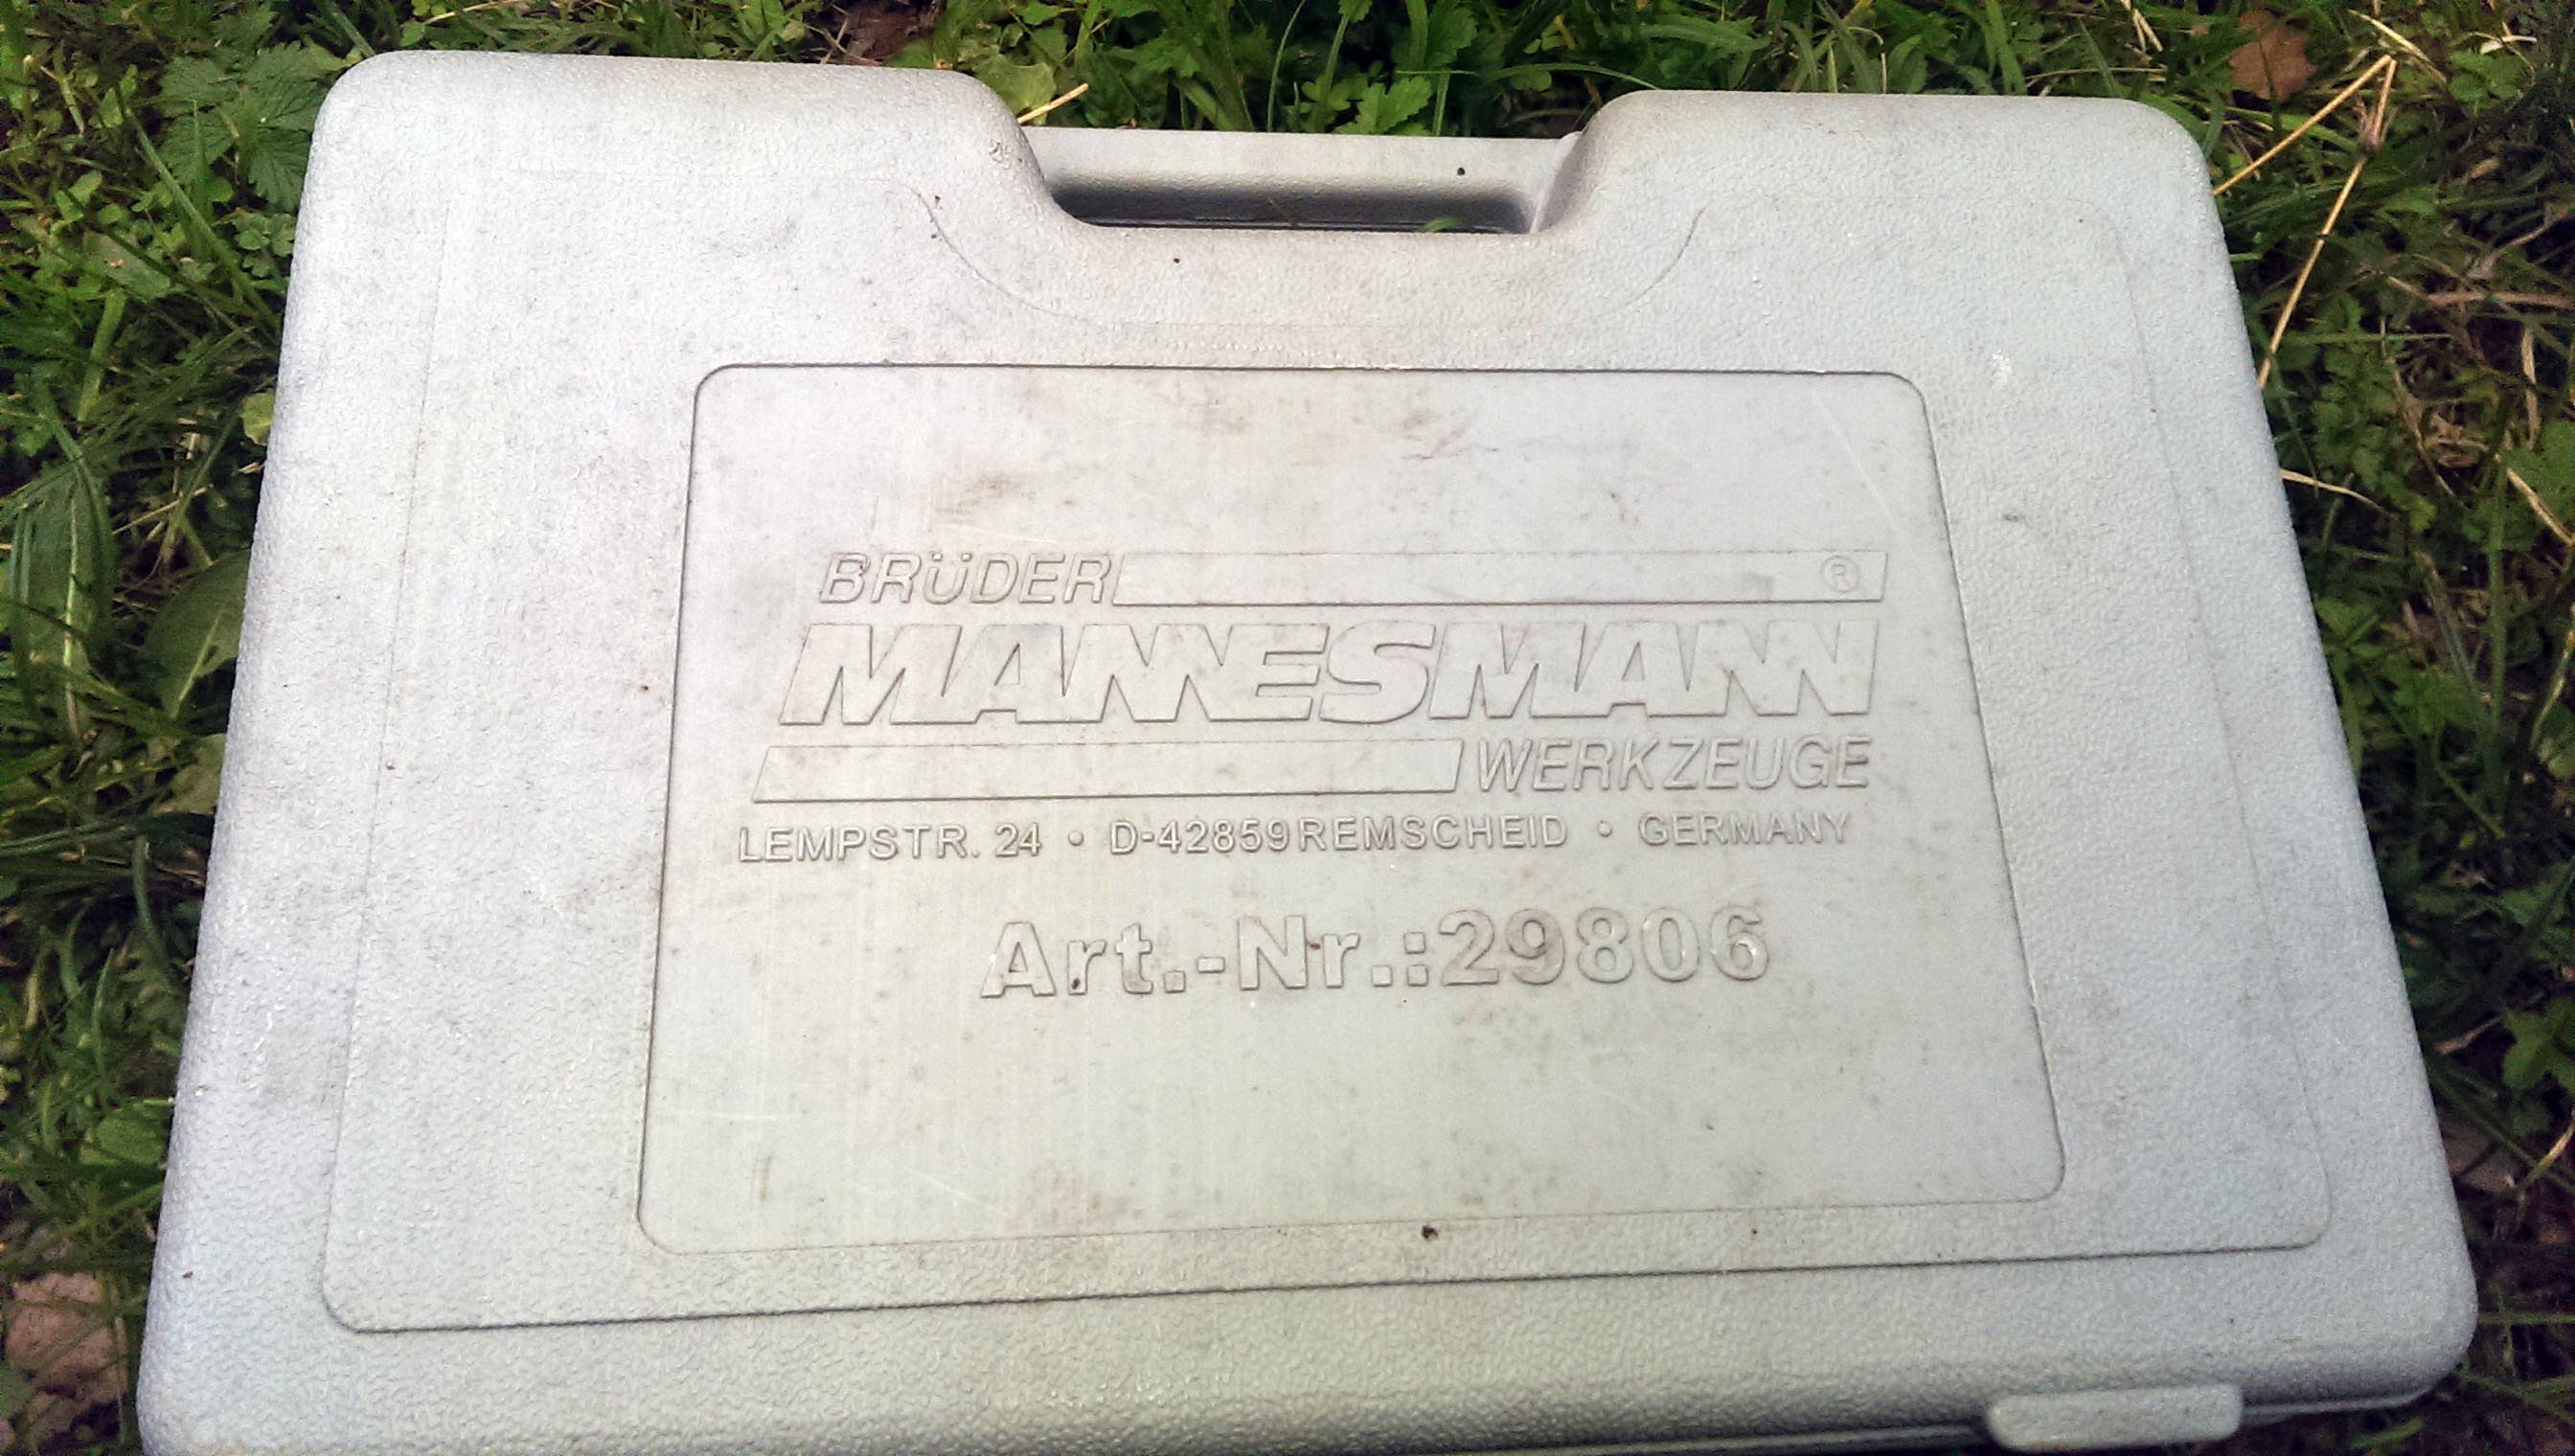 BRÜDER ®
MANNESMANN
WERKZEUGE
LEMPSTR. 24 • D-42859 REMSCHEID • GERMANY
Art.-Nr.:29806